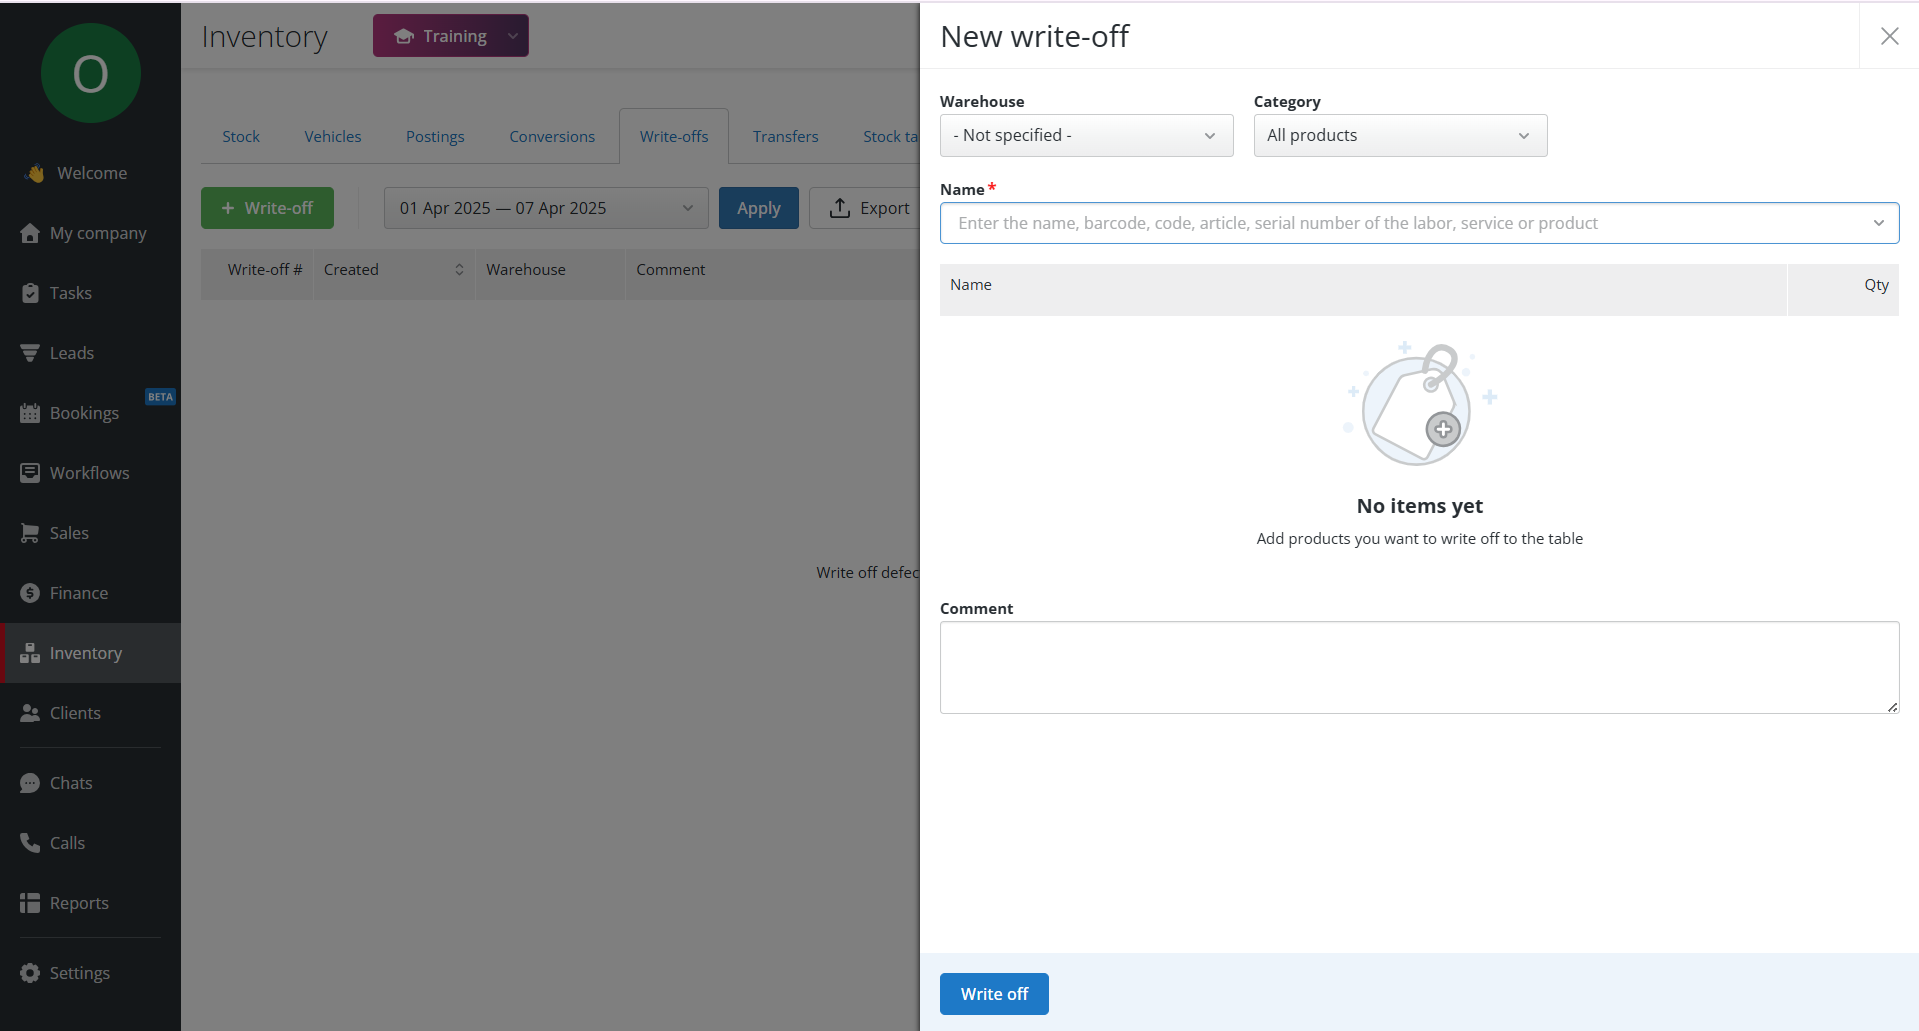 O
Welcome
My company
Tasks
Leads
BETA
Bookings
Workflows
Sales
Finance
Inventory
Clients
Chats
Calls
Reports
Settings
Inventory
Training
Stock
Vehicles
Postings
Conversions
Write-offs
Transfers
Stock ta
+ Write-off
01 Apr 2025 — 07 Apr 2025
Apply
Export
Write-off #
Created
Warehouse
Comment
Write off defec
New write-off
Warehouse
Category
- Not specified -
All products
Name *
Enter the name, barcode, code, article, serial number of the labor, service or product
Name
Qty
No items yet
Add products you want to write off to the table
Comment
Write off